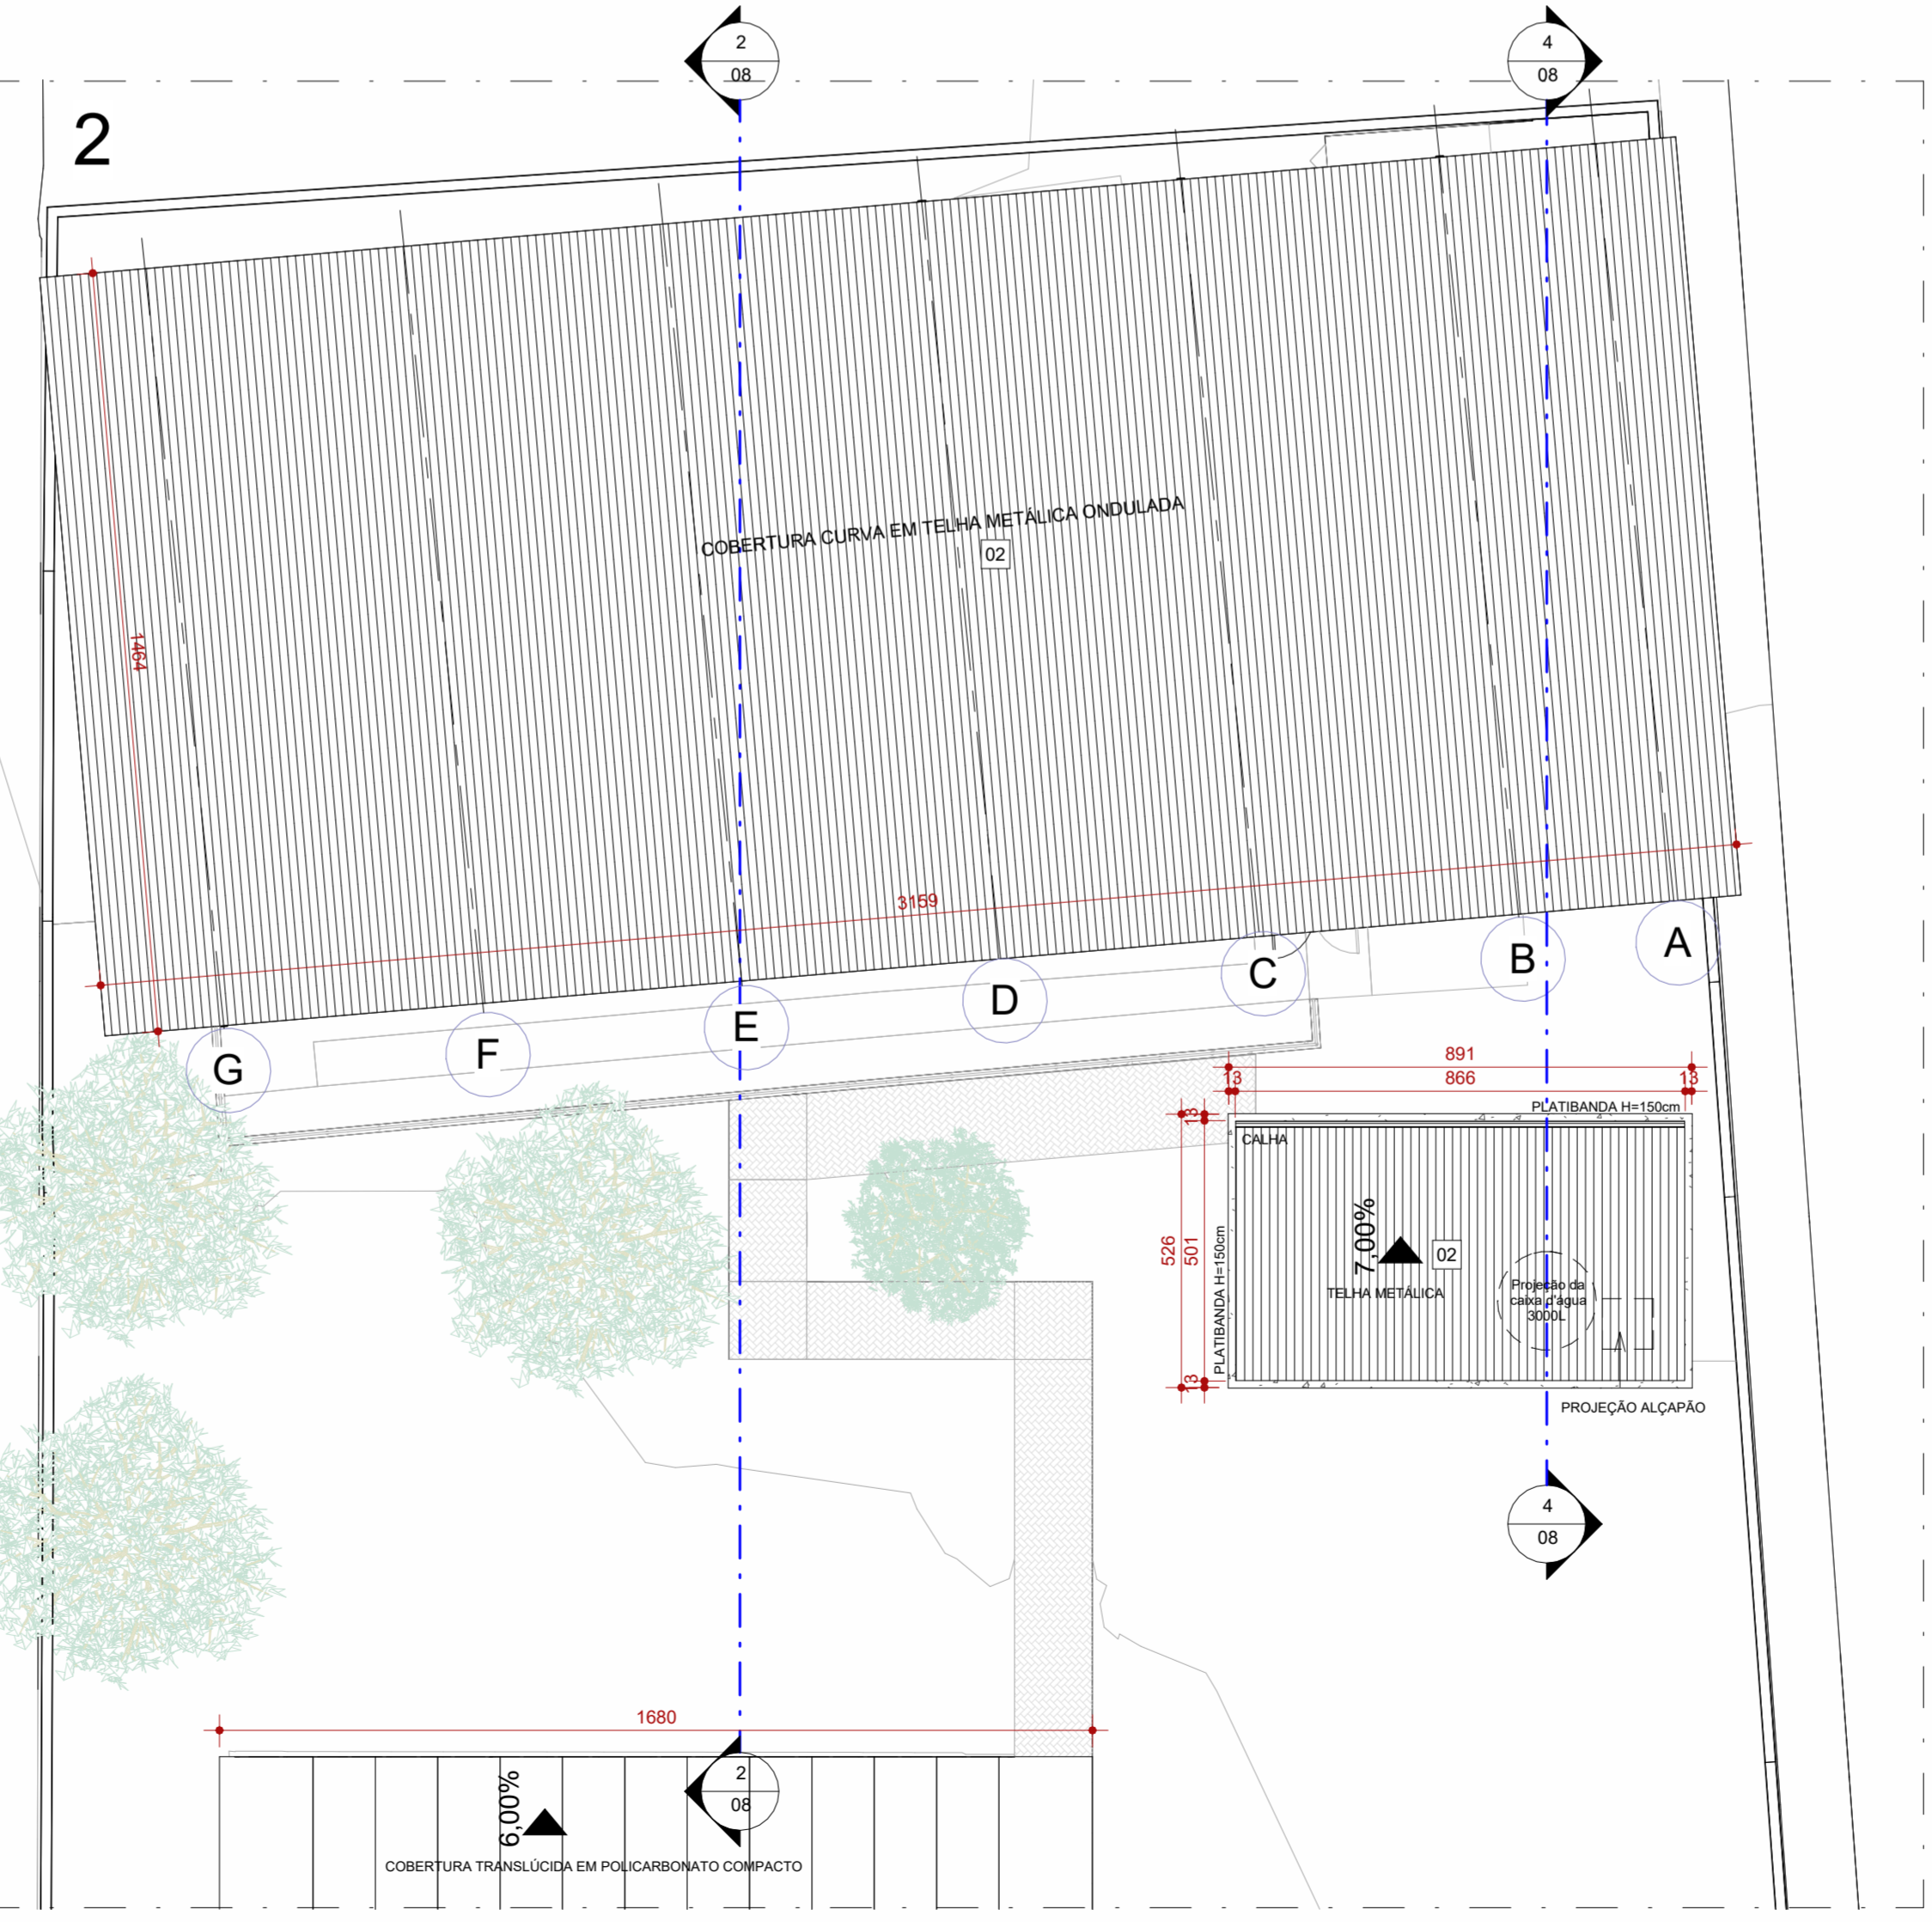 2
08
4
08
2
COBERTURA CURVA EM TELHA METÁLICA ONDULADA
02
1464
3159
G
F
E
D
C
B
A
891
13
866
13
PLATIBANDA H=150cm
13
CALHA
526
501
PLATIBANDA H=150cm
7,00%
02
TELHA METÁLICA
Projeção da
caixa d'água
3000L
13
PROJEÇÃO ALÇAPÃO
4
08
1680
2
08
6,00%
COBERTURA TRANSLÚCIDA EM POLICARBONATO COMPACTO